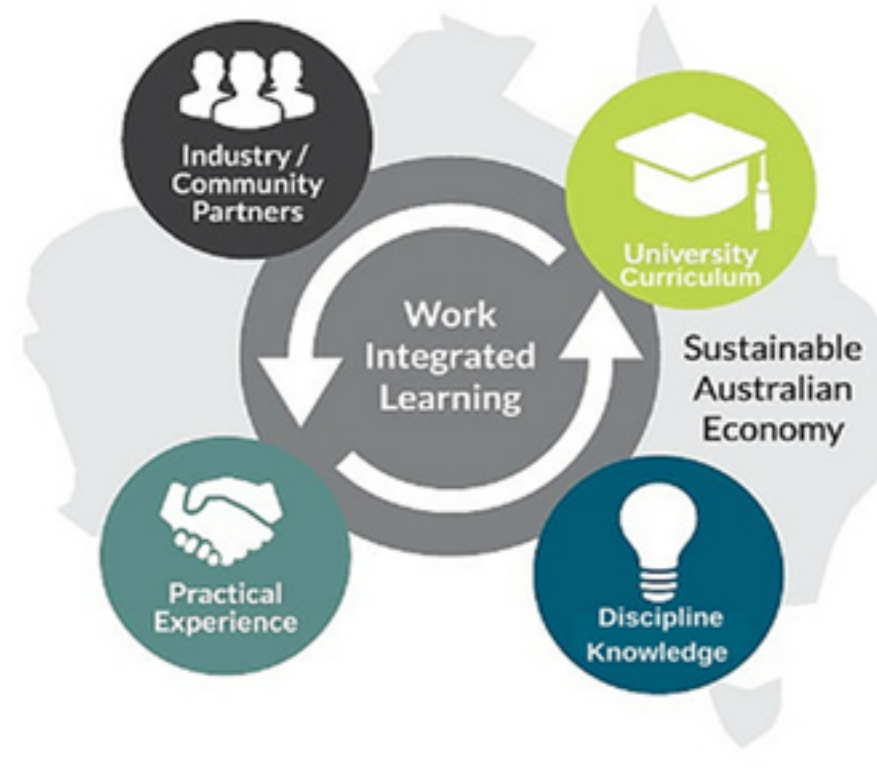 Industry /
Community
Partners
University
Curriculum
Work
Integrated
Learning
Sustainable
Australian
Economy
Practical
Experience
Discipline
Knowledge